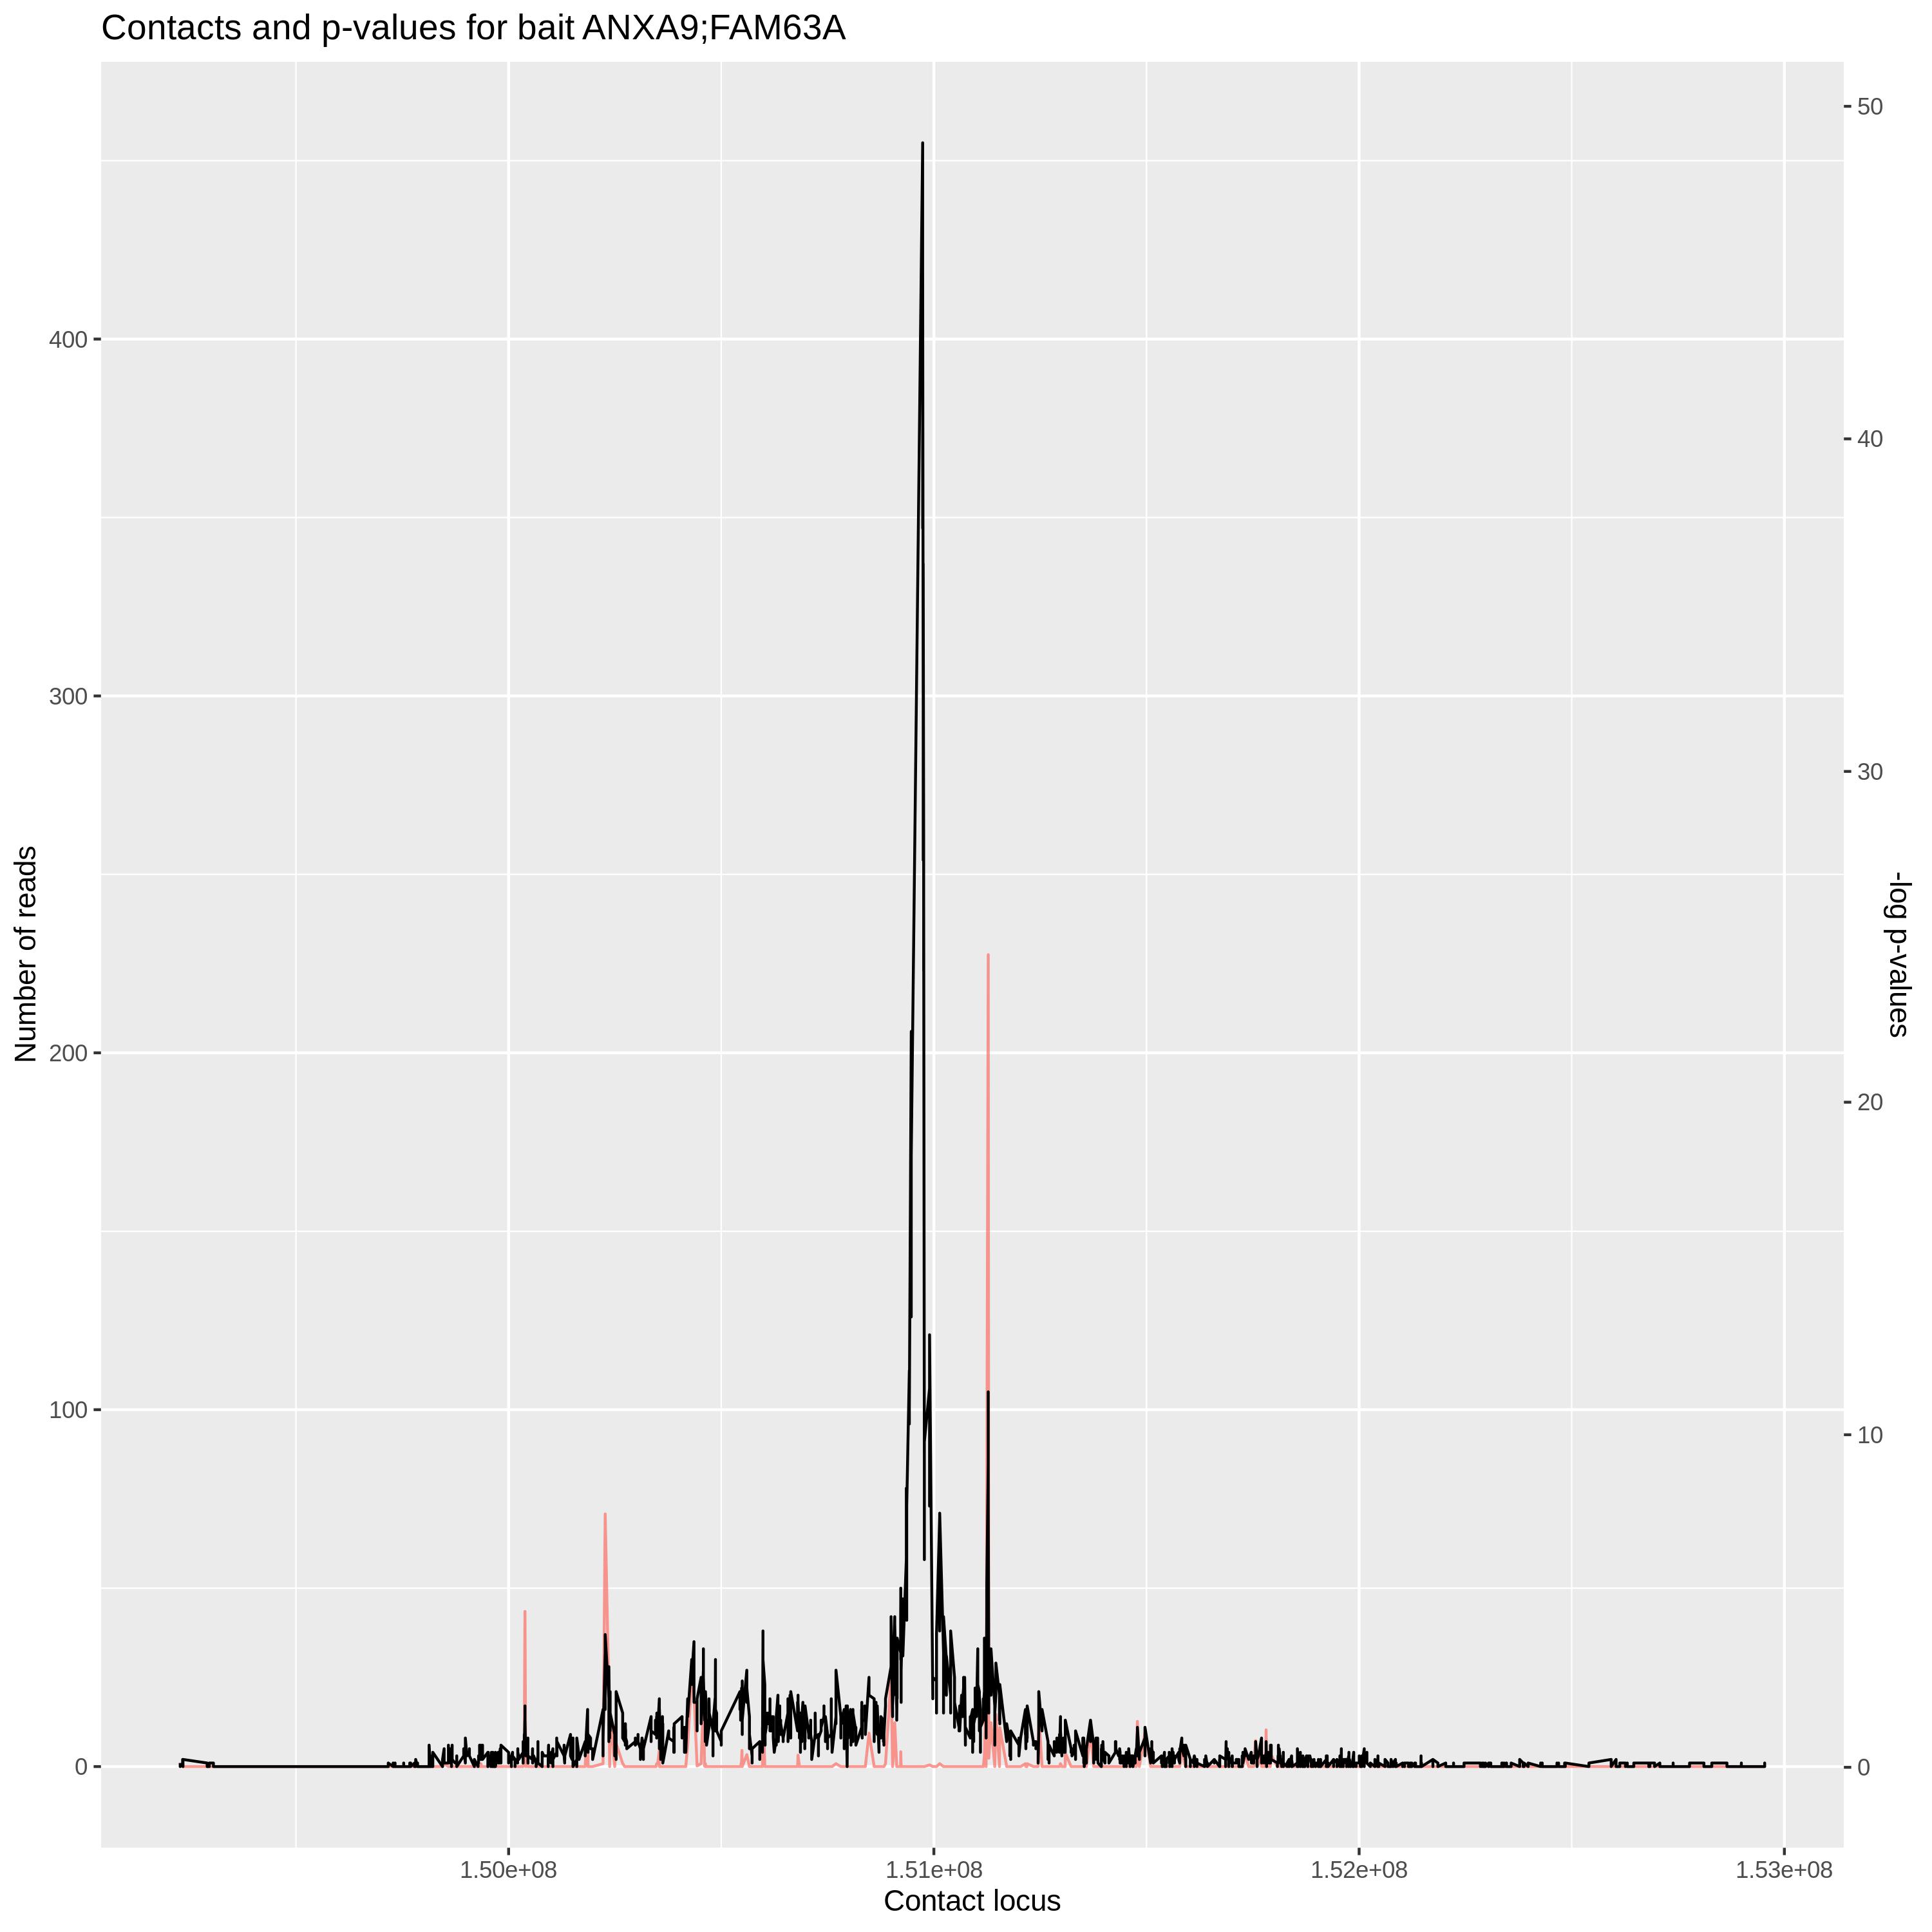 Contacts and p-values for bait ANXA9;FAM63A
Number of reads
400
300
200
100
0
50
40
30
20
10
0
-log p-values
1.50e+08
1.51e+08
1.52e+08
1.53e+08
Contact locus